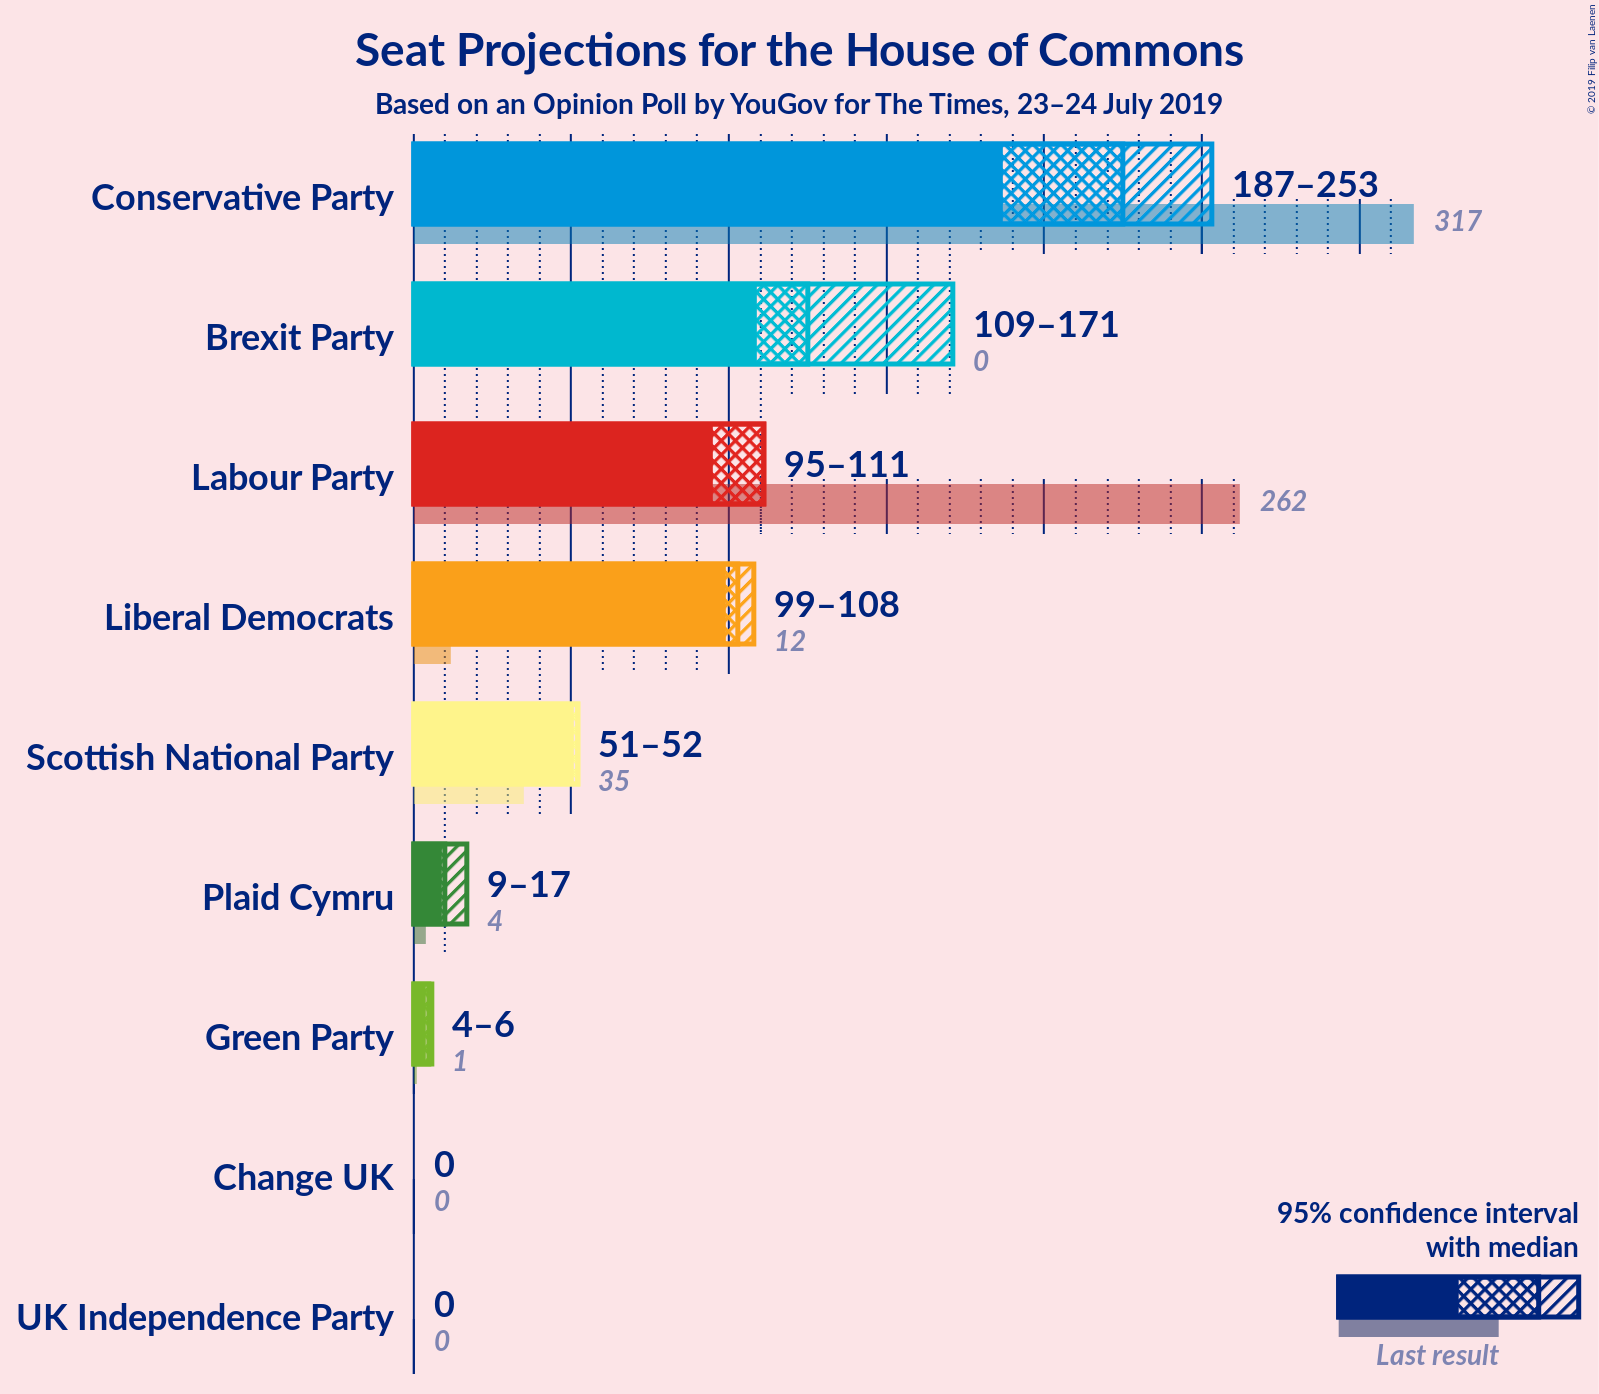 Seat Projections for the House of Commons
Based on an Opinion Poll by YouGov for The Times, 23–24 July 2019
© 2019 Filip van Laenen
Conservative Party
187–253
317
Brexit Party
109–171
0
Labour Party
95–111
262
Liberal Democrats
99–108
12
Scottish National Party
51–52
35
Plaid Cymru
9–17
4
Green Party
4–6
1
Change UK
0
0
UK Independence Party
0
0
95% confidence interval
with median
Last result